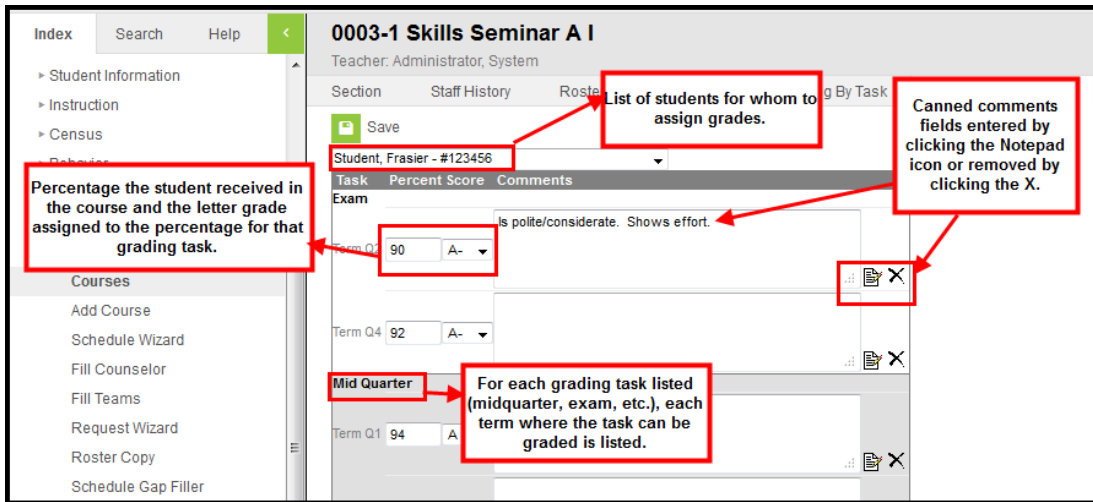 Index Search Help <
0003-1 Skills Seminar A I
Teacher: Administrator, System
Student Information
Instruction
Census
Section Staff History Roste g By Task
List of students for whom to
assign grades.
Canned comments
fields entered by
clicking the Notepad
icon or removed by
clicking the X.
Save
Student, Frasier - #123456
Task Percent Score Comments
Exam
Percentage the student received in
the course and the letter grade
assigned to the percentage for that
grading task.
Is polite/considerate. Shows effort.
Term Q2 90 A-
Courses
Add Course
Schedule Wizard
Fill Counselor
Fill Teams
Request Wizard
Roster Copy
Schedule Gap Filler
Term Q4 92 A-
Mid Quarter
For each grading task listed
(midquarter, exam, etc.), each
term where the task can be
graded is listed.
Term Q1 94 A